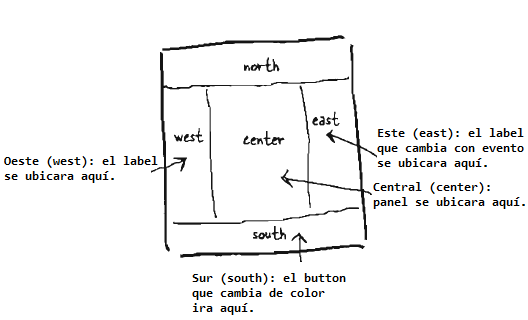 north
west
center
east
south
Este (east): el label
que cambia con evento
se ubicara aquí.
Oeste (west): el label
se ubicara aquí.
Central (center):
panel se ubicara aquí.
Sur (south): el button
que cambia de color
ira aquí.